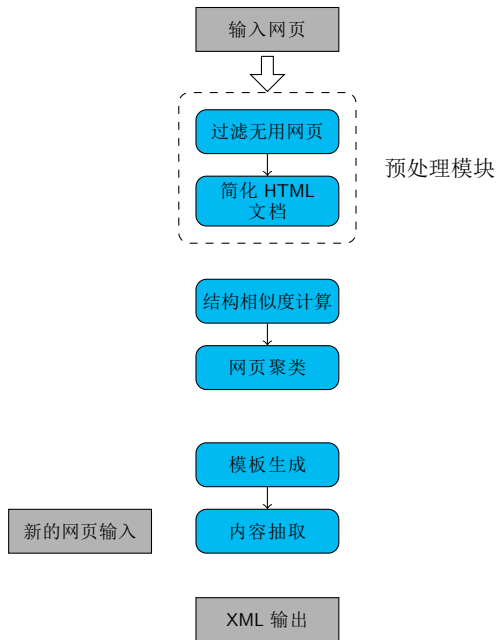 输入网页
过滤无用网页
简化 HTML
文档
预处理模块
结构相似度计算
网页聚类
模板生成
新的网页输入
内容抽取
XML 输出